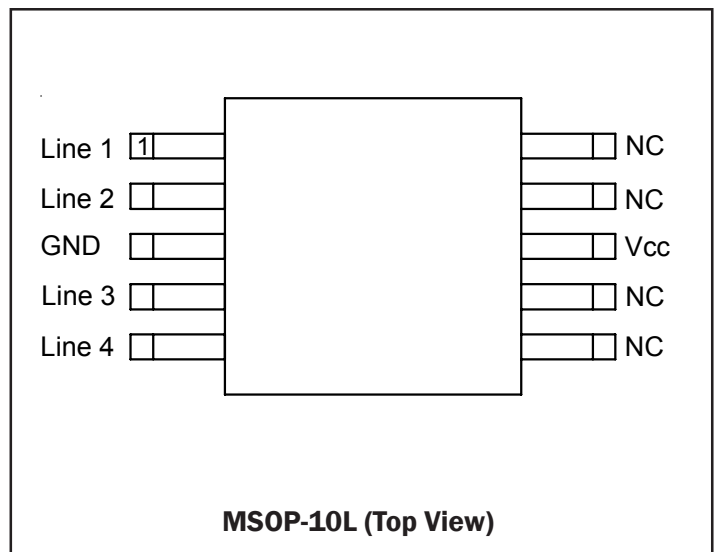 Line 1 1 NC
Line 2 NC
GND Vcc
Line 3 NC
Line 4 NC
MSOP-10L (Top View)